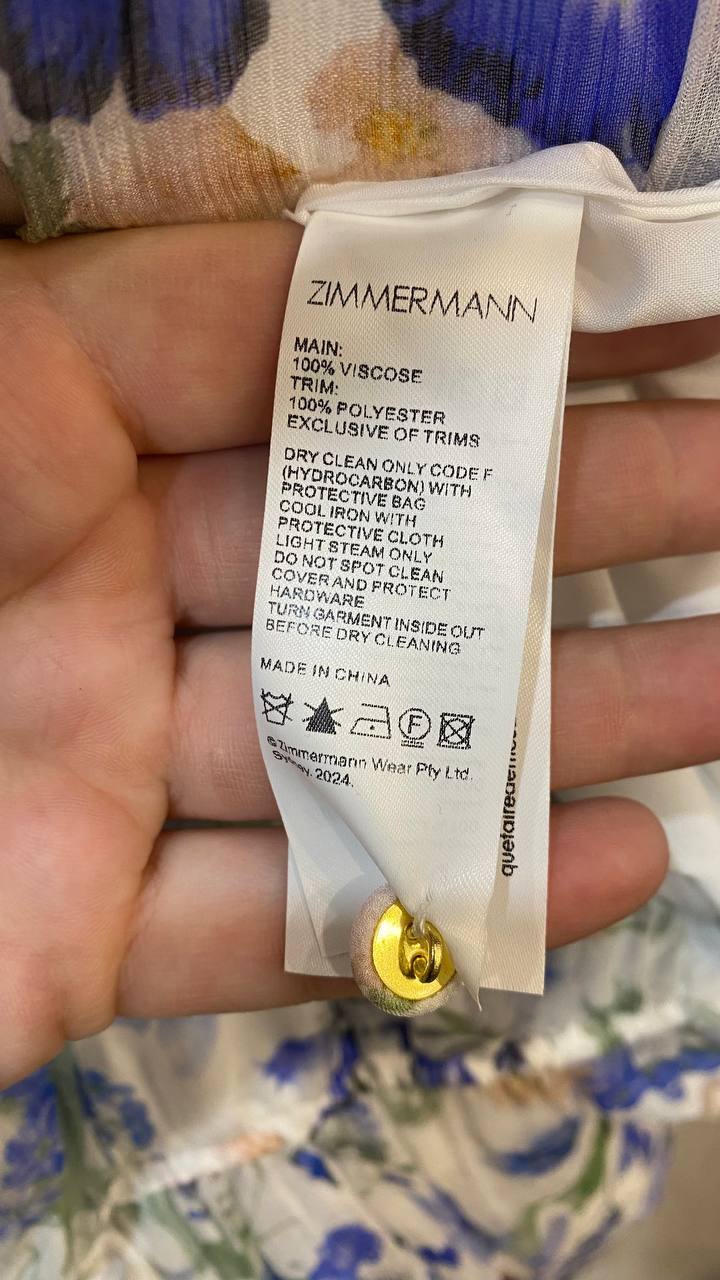 ZIMMERMANN
MAIN:
100% VISCOSE
TRIM:
100% POLYESTER
EXCLUSIVE OF TRIMS
DRY CLEAN ONLY CODE F
(HYDROCARBON) WITH
PROTECTIVE BAG
COOL IRON WITH
PROTECTIVE CLOTH
LIGHT STEAM ONLY
DO NOT SPOT CLEAN
COVER AND PROTECT
HARDWARE
TURN GARMENT INSIDE OUT
BEFORE DRY CLEANING
MADE IN CHINA
F
© Zimmermann Wear Pty Ltd.
Sydney. 2024.